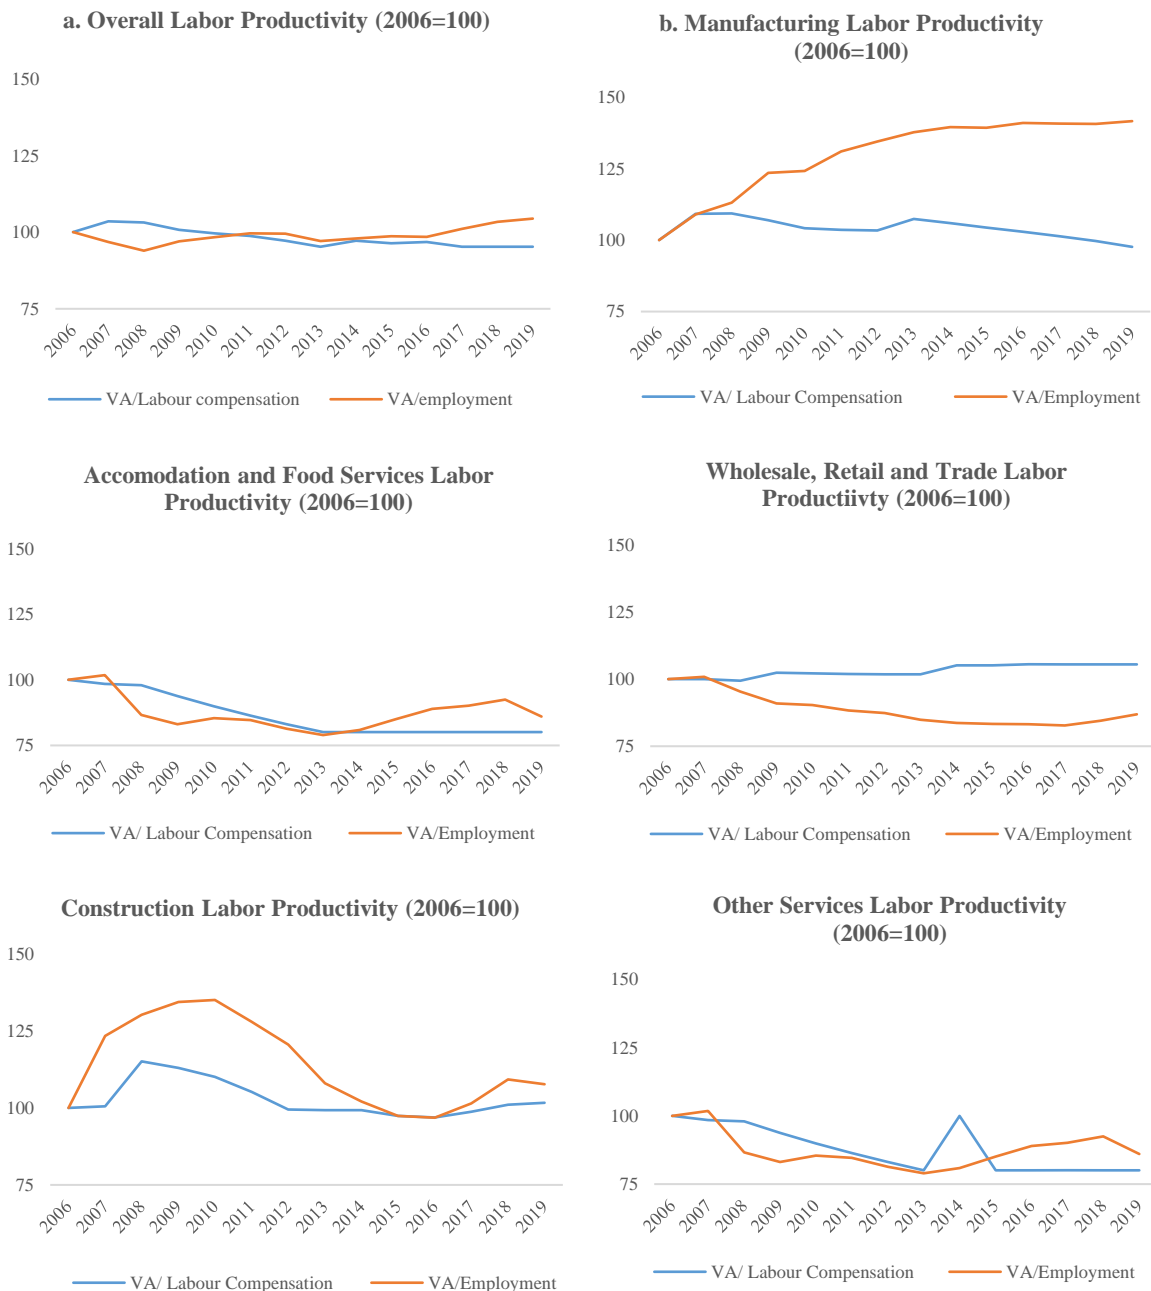 a. Overall Labor Productivity (2006=100)
150
125
100
75
2006 2007 2008 2009 2010 2011 2012 2013 2014 2015 2016 2017 2018 2019
VA/Labour compensation VA/employment
b. Manufacturing Labor Productivity
(2006=100)
150
125
100
75
2006 2007 2008 2009 2010 2011 2012 2013 2014 2015 2016 2017 2018 2019
VA/ Labour Compensation VA/Employment
Accomodation and Food Services Labor
Productivity (2006=100)
150
125
100
75
2006 2007 2008 2009 2010 2011 2012 2013 2014 2015 2016 2017 2018 2019
VA/ Labour Compensation VA/Employment
Wholesale, Retail and Trade Labor
Productiivty (2006=100)
150
125
100
75
2006 2007 2008 2009 2010 2011 2012 2013 2014 2015 2016 2017 2018 2019
VA/ Labour Compensation VA/Employment
Construction Labor Productivity (2006=100)
150
125
100
75
2006 2007 2008 2009 2010 2011 2012 2013 2014 2015 2016 2017 2018 2019
VA/ Labour Compensation VA/Employment
Other Services Labor Productivity
(2006=100)
150
125
100
75
2006 2007 2008 2009 2010 2011 2012 2013 2014 2015 2016 2017 2018 2019
VA/ Labour Compensation VA/Employment